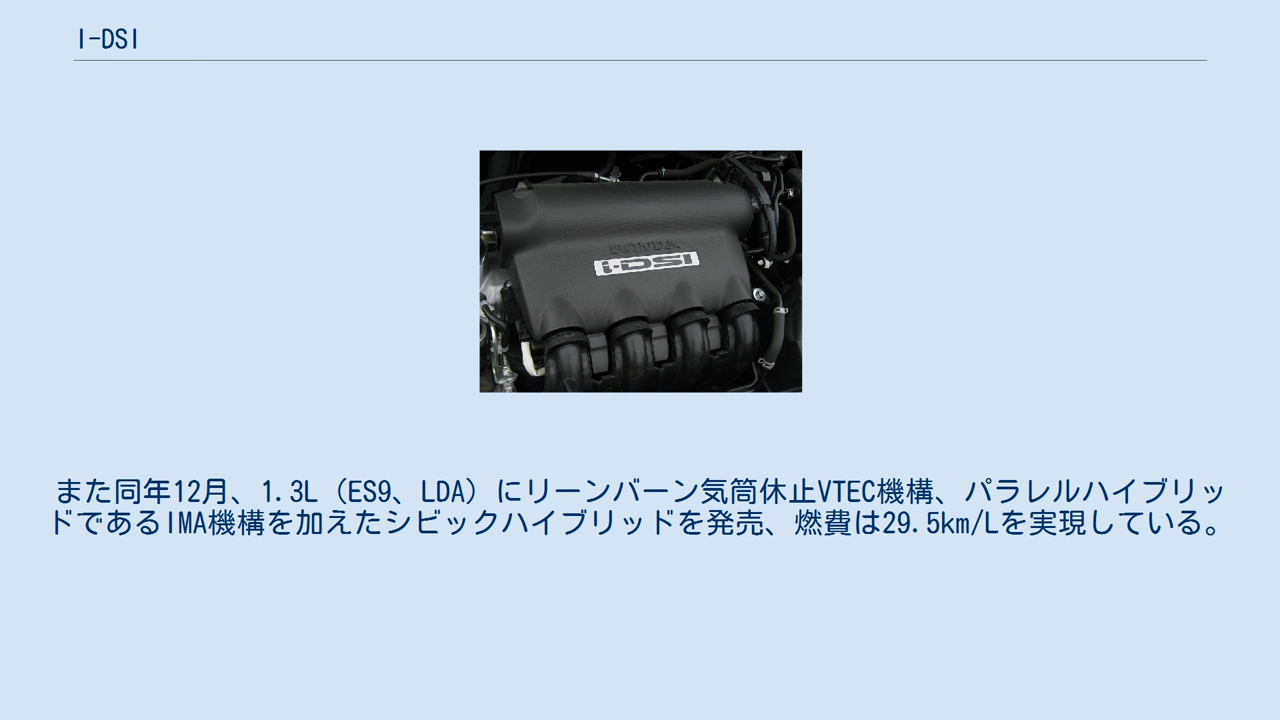 I-DSI
HONDA
i-DSI
また同年12月、1.3L（ES9、LDA）にリーンバーン気筒休止VTEC機構、パラレルハイブリッ
ドであるIMA機構を加えたシビックハイブリッドを発売、燃費は29.5km/Lを実現している。